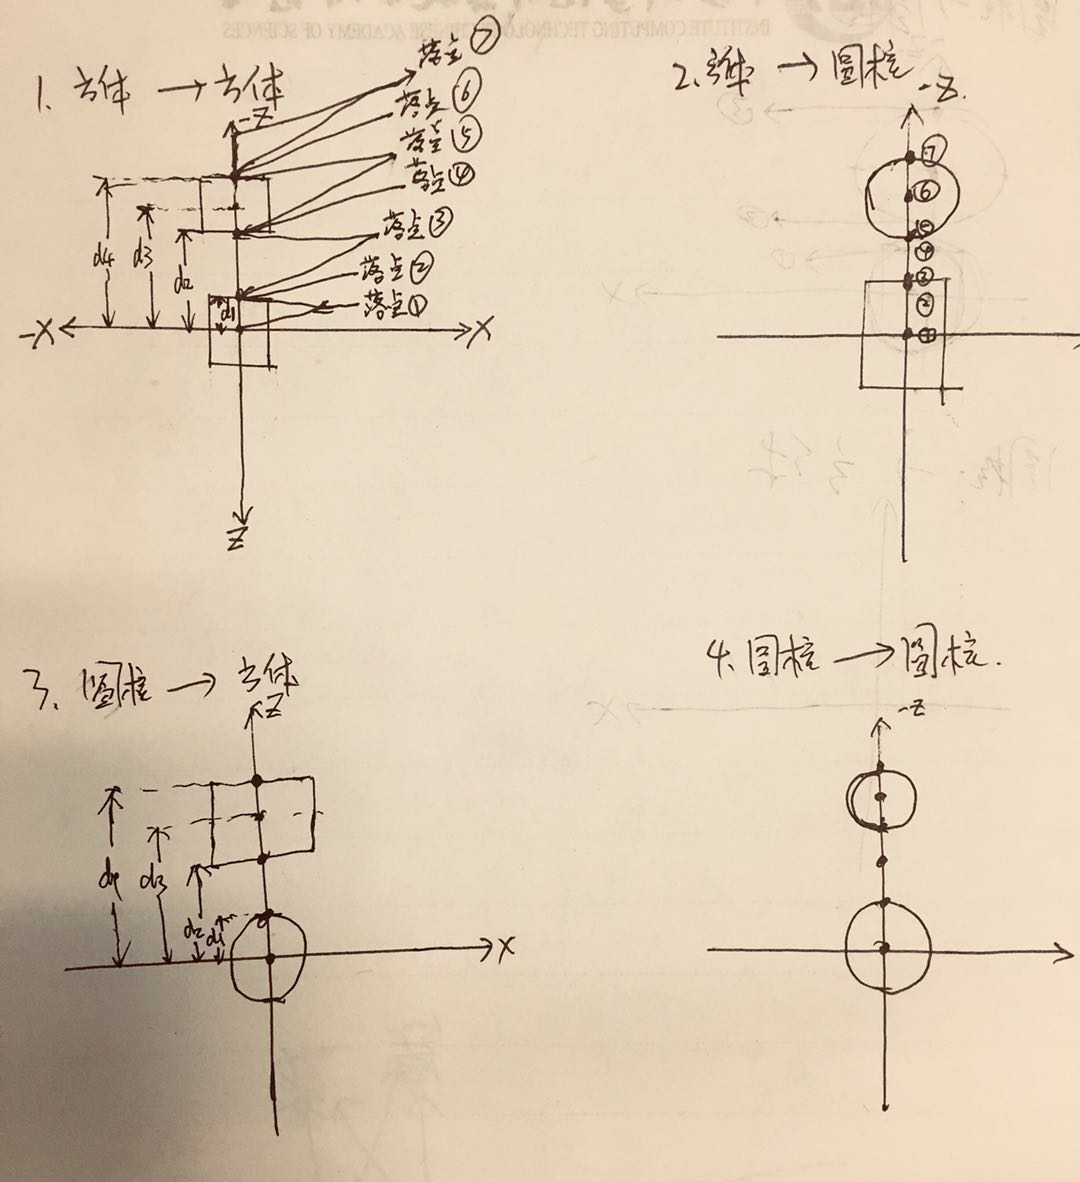 1. 方体 → 方体
-Z
落点⑦
落点⑥
落点⑤
落点④
落点③
落点②
落点①
d4
d3
d2
d1
-X
X
Z
2. 方体 → 圆柱
-Z.
⑦
⑥
⑤
④
③
②
①
3. 圆柱 → 方体
-Z
d4
d3
d2
d1
X
4. 圆柱 → 圆柱.
-Z
INSTITUTE COMPUTING TECHNOLOGY, CHINESE ACADEMY OF SCIENCES